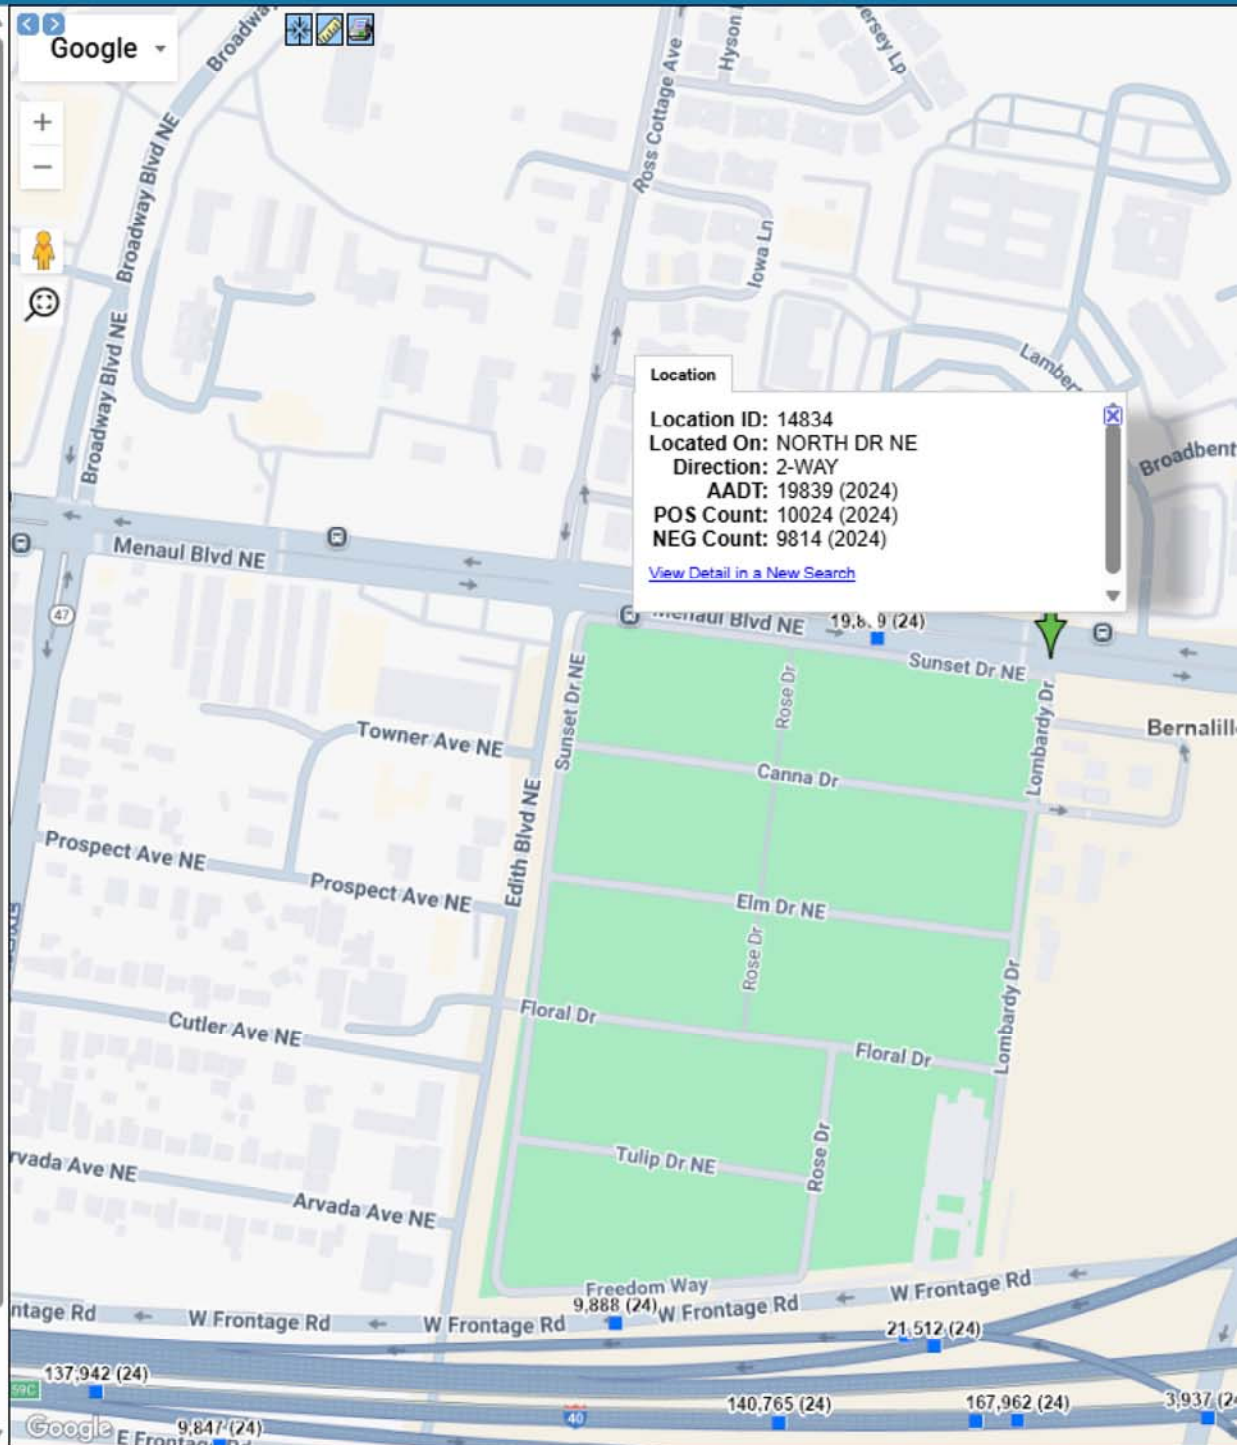 Google
Broadway
Ross Cottage Ave
Hyson
ersey Lp
Broadway Blvd NE
Iowa Ln
Broadway Blvd NE
Lamber
Location
Location ID: 14834
Located On: NORTH DR NE
Direction: 2-WAY
AADT: 19839 (2024)
POS Count: 10024 (2024)
NEG Count: 9814 (2024)
View Detail in a New Search
Broadbent
Menaul Blvd NE
47
Menaul Blvd NE
Sunset Dr NE
Sunset Dr NE
Rose Dr
Lombardy Dr
Bernalill
Towner Ave NE
Canna Dr
Edith Blvd NE
Prospect Ave NE
Prospect Ave NE
Elm Dr NE
Rose Dr
Lombardy Dr
Floral Dr
Cutler Ave NE
Floral Dr
Rose Dr
Tulip Dr NE
rvada Ave NE
Arvada Ave NE
Freedom Way
9,888 (24)
ntage Rd
W Frontage Rd
W Frontage Rd
W Frontage Rd
W Frontage Rd
21,512 (24)
137,942 (24)
59C
40
140,765 (24)
167,962 (24)
3,937 (24
Google
9,847 (24)
E Fronta